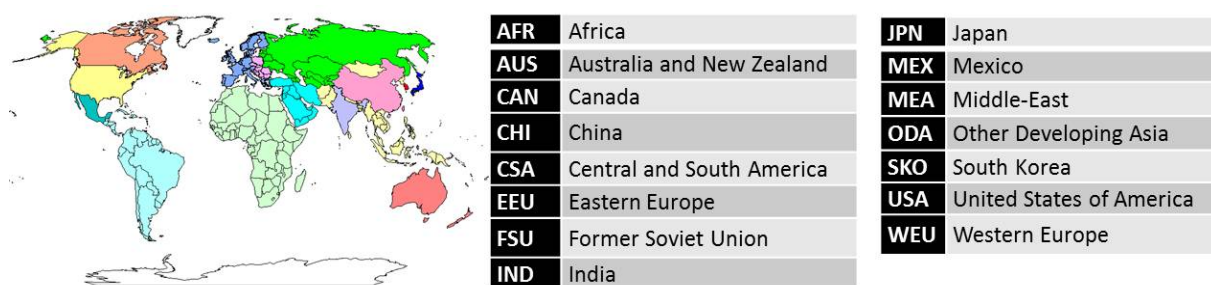 AFR Africa
AUS Australia and New Zealand
CAN Canada
CHI China
CSA Central and South America
EEU Eastern Europe
FSU Former Soviet Union
IND India
JPN Japan
MEX Mexico
MEA Middle-East
ODA Other Developing Asia
SKO South Korea
USA United States of America
WEU Western Europe